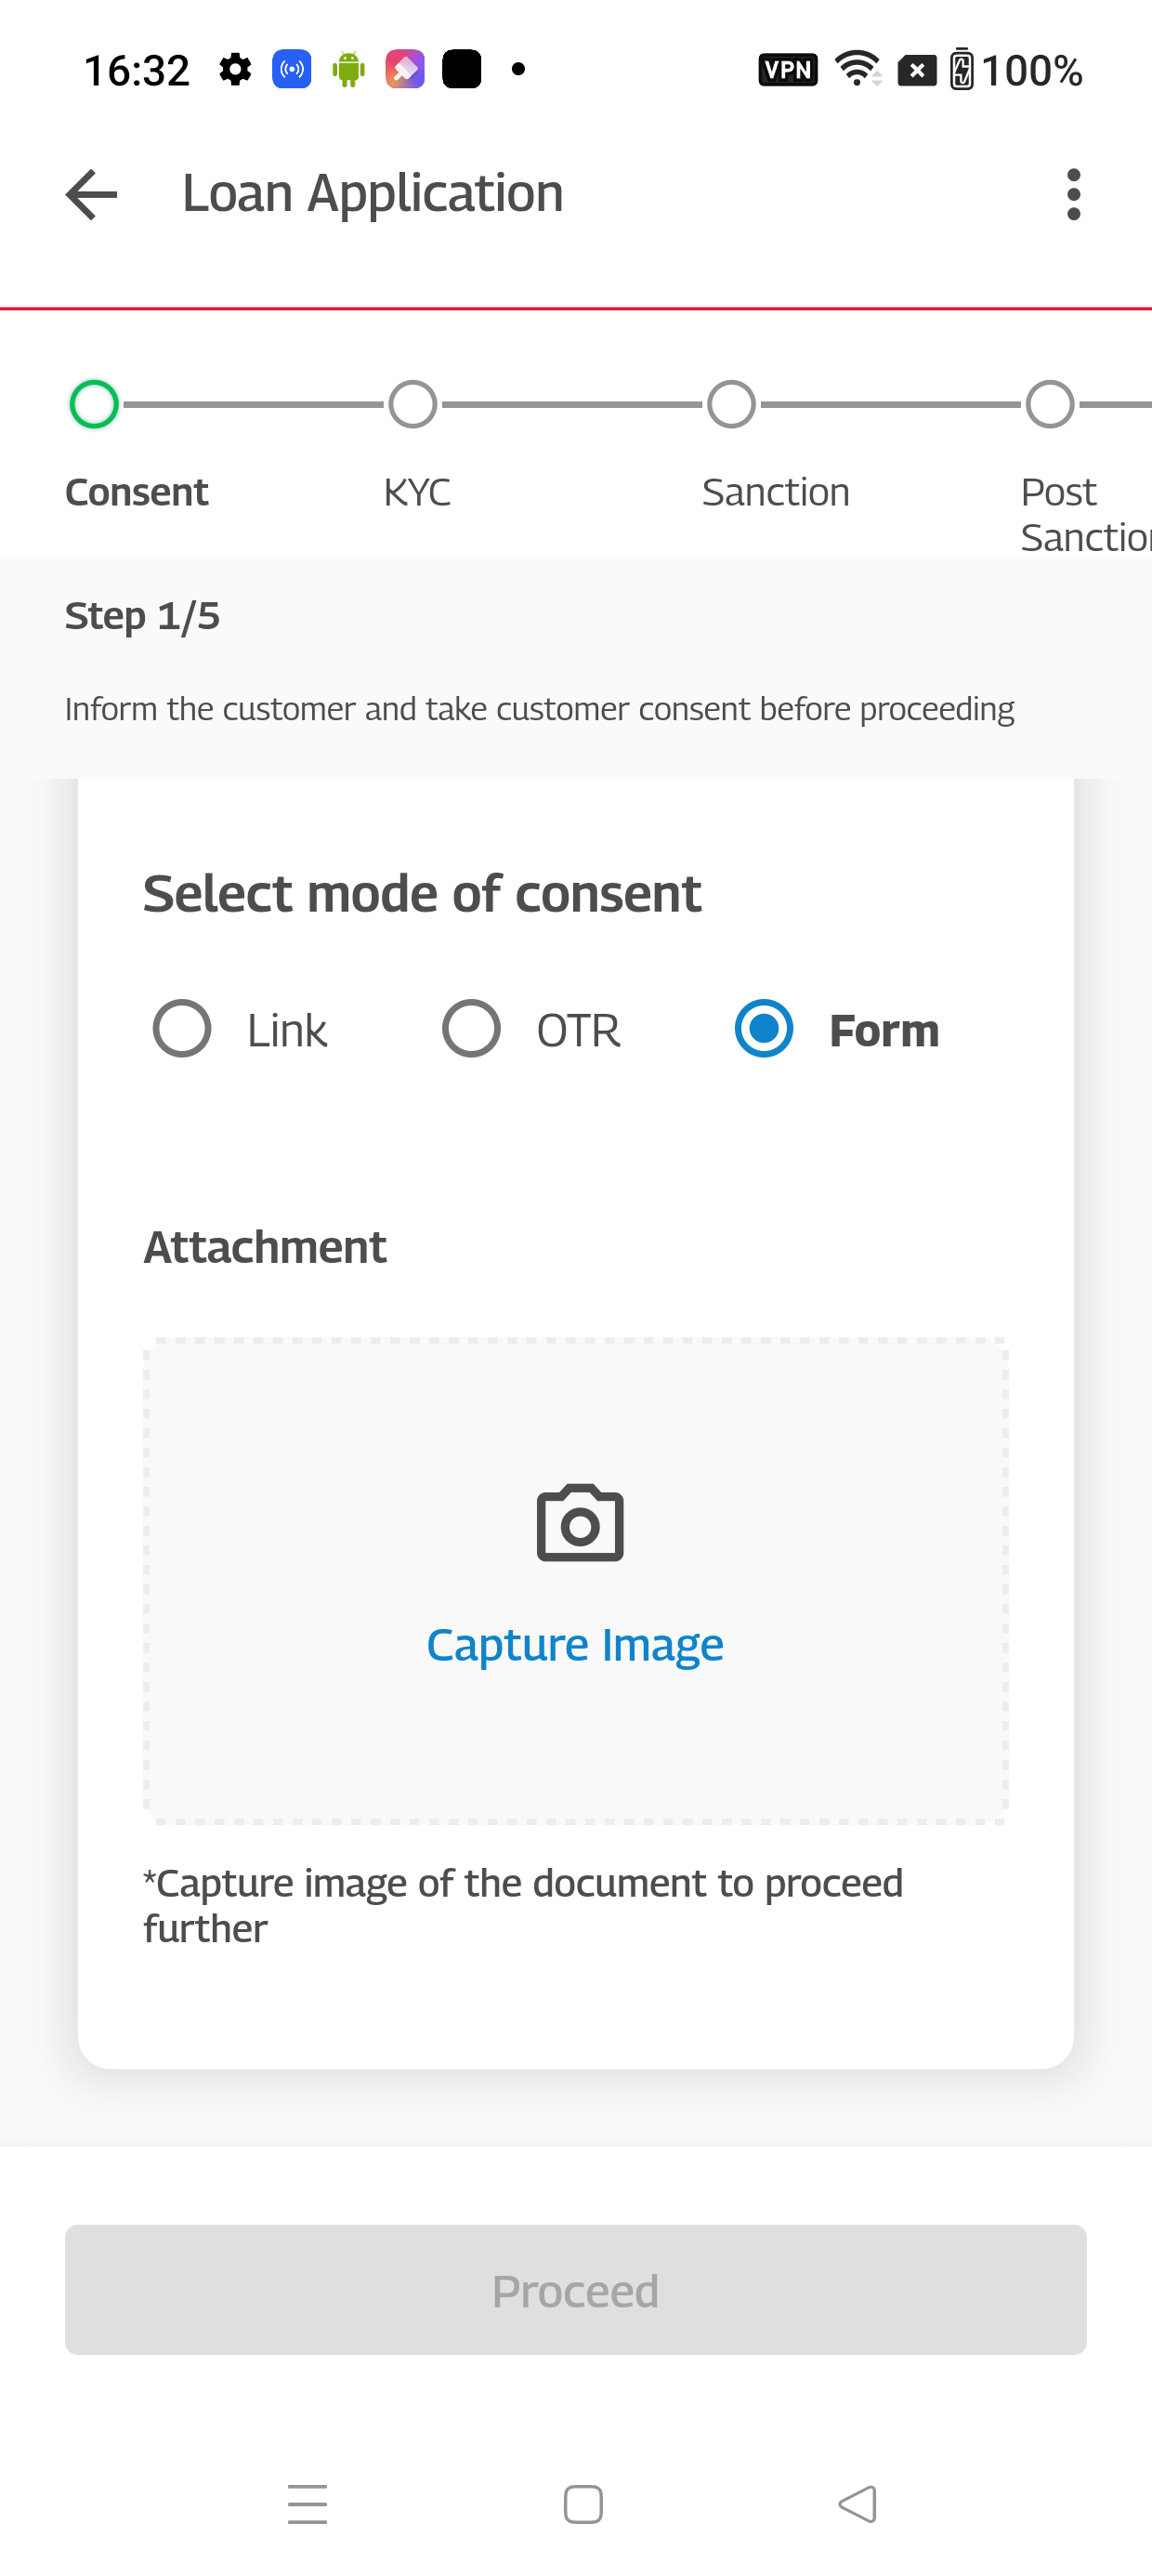 16:32 VPN 100%
Loan Application
Consent KYC Sanction Post
Sanction
Step 1/5
Inform the customer and take customer consent before proceeding
Select mode of consent
Link OTR Form
Attachment
Capture Image
*Capture image of the document to proceed
further
Proceed